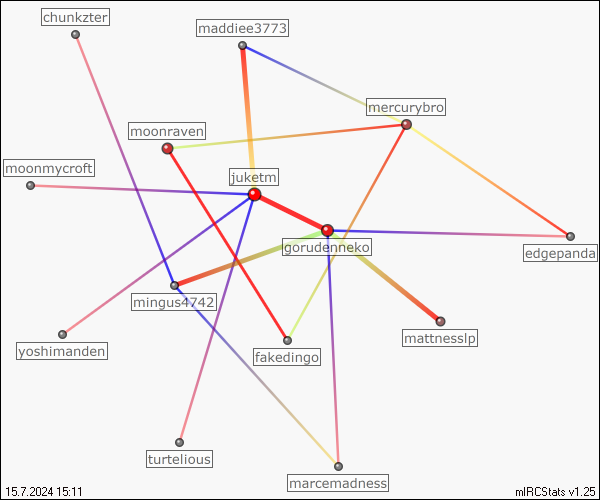 chunkzter
maddiee3773
mercurybro
moonraven
moonmycroft
juketm
gorudenneko
edgepanda
mingus4742
mattnesslp
yoshimanden
fakedingo
turtelious
marcemadness
15.7.2024 15:11
mIRCStats v1.25